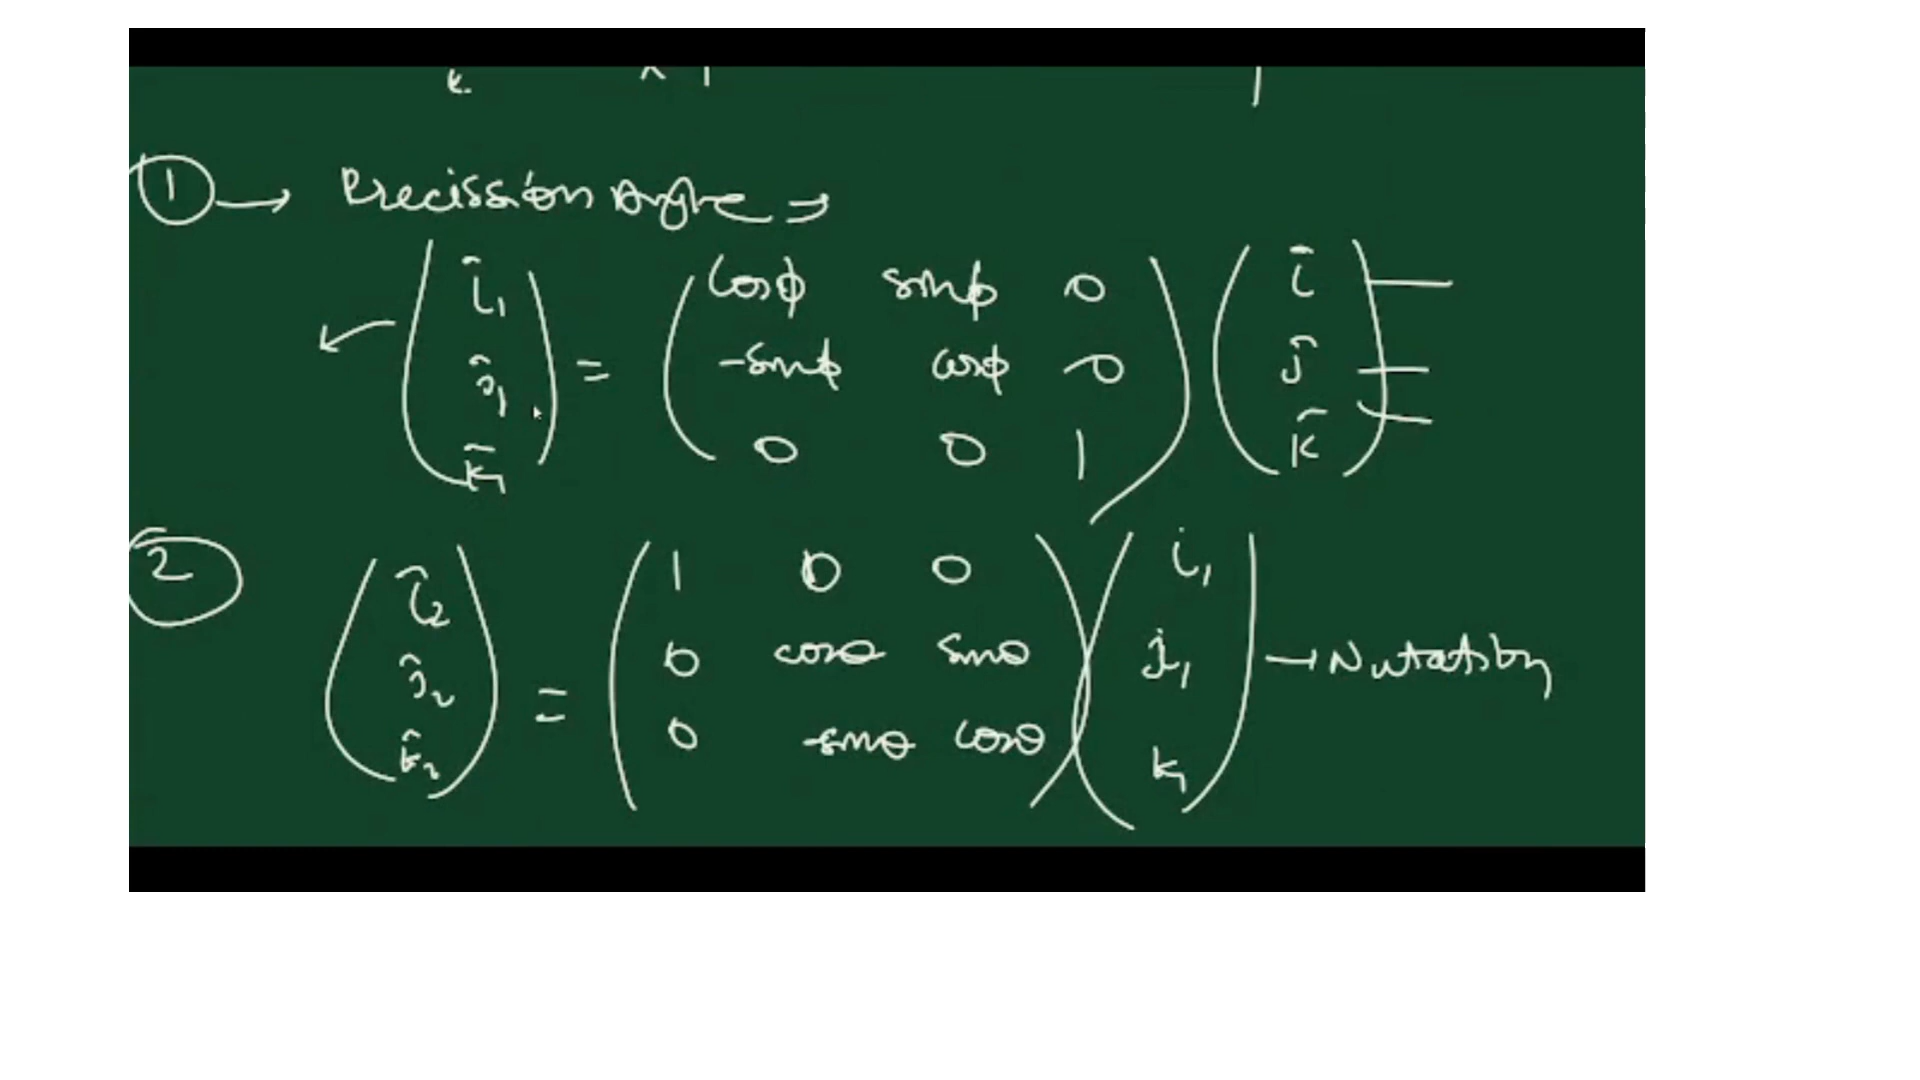 ① → Precission Angle ⇒
î₁ cosφ sinφ 0 î
ĵ₁ = -sinφ cosφ 0 ĵ
k̂₁ 0 0 1 k̂
② î₂ 1 0 0 i₁
ĵ₂ = 0 cosθ sinθ j₁ → Nutation
k̂₂ 0 -sinθ cosθ k₁